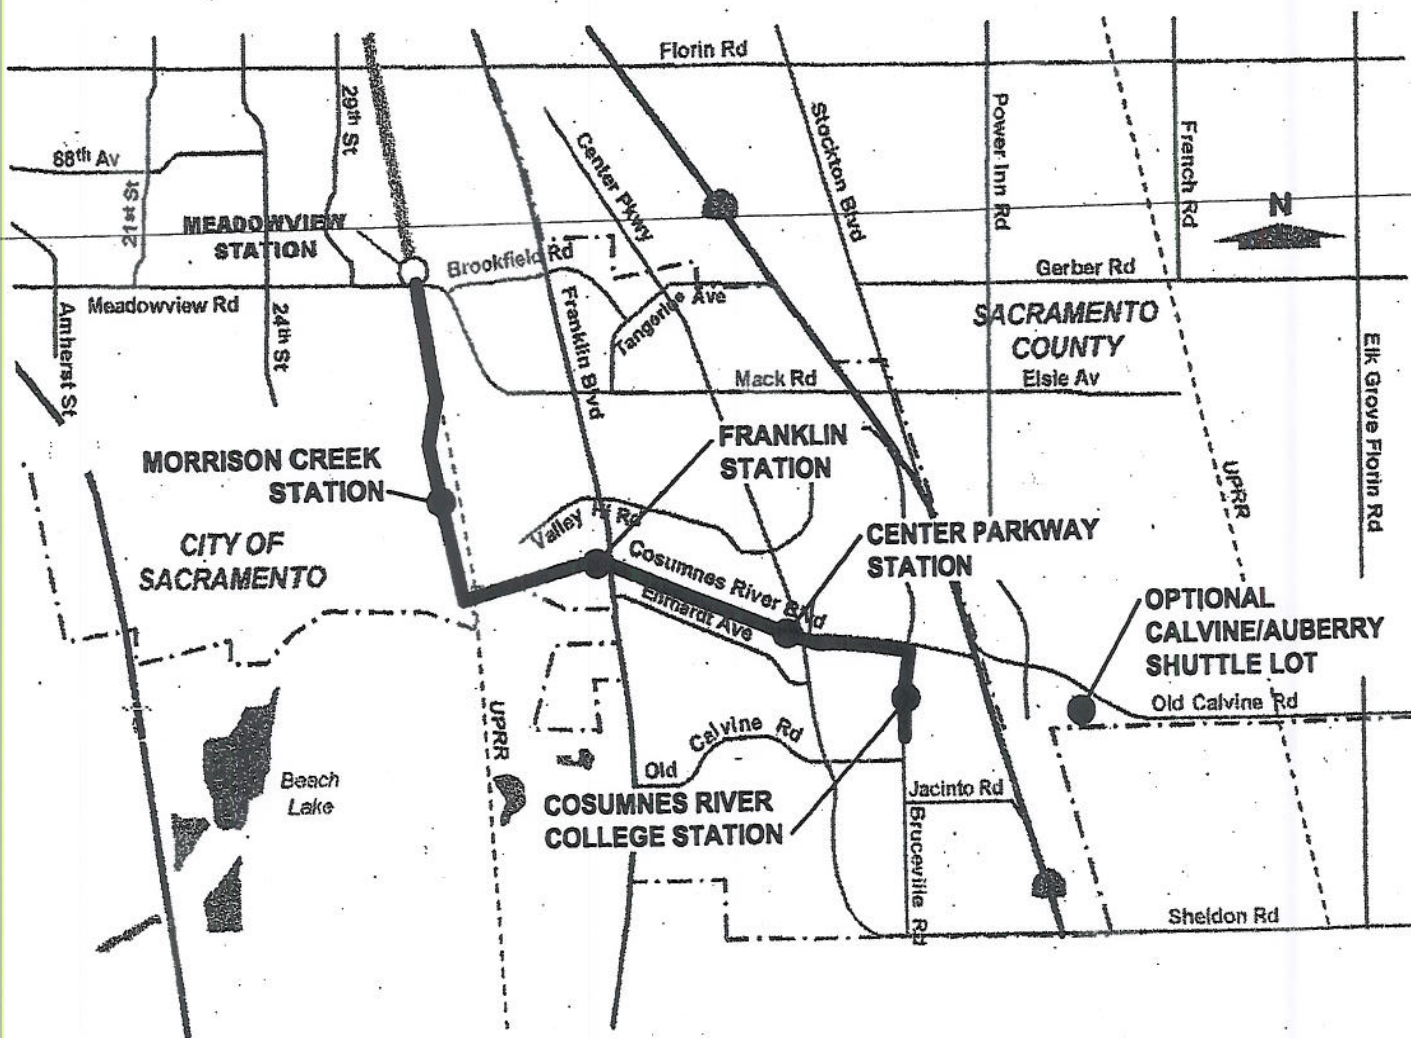 Florin Rd
29th St
88th Av
21st St
MEADOWVIEW
STATION
Center Pkwy
Stockton Blvd
Power Inn Rd
French Rd
N
Brookfield Rd
Gerber Rd
Meadowview Rd
Amherst St
24th St
Franklin Blvd
Tangerine Ave
SACRAMENTO
COUNTY
Mack Rd
Elsie Av
Elk Grove Florin Rd
FRANKLIN
STATION
MORRISON CREEK
STATION
UPRR
Valley Hi Rd
CITY OF
SACRAMENTO
CENTER PARKWAY
STATION
Cosumnes River Blvd
Ehrhardt Ave
OPTIONAL
CALVINE/AUBERRY
SHUTTLE LOT
Old Calvine Rd
UPRR
Old Calvine Rd
Beach
Lake
Jacinto Rd
COSUMNES RIVER
COLLEGE STATION
Bruceville Rd
Sheldon Rd